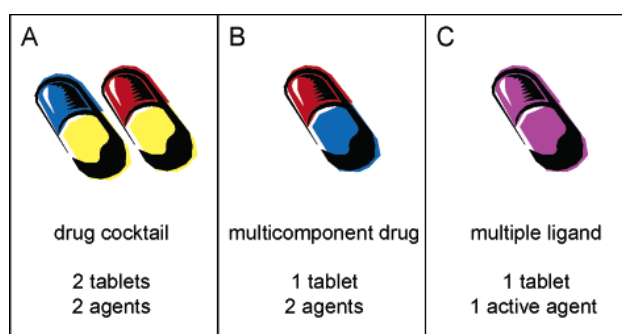 A
drug cocktail
2 tablets
2 agents
B
multicomponent drug
1 tablet
2 agents
C
multiple ligand
1 tablet
1 active agent